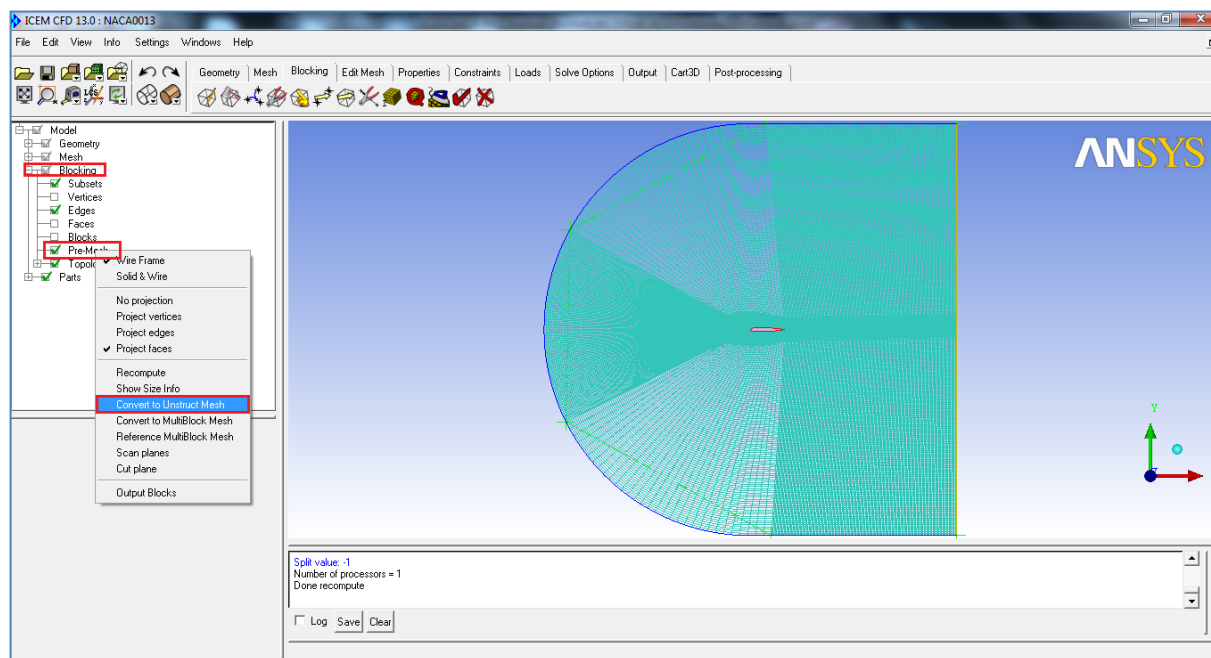 ICEM CFD 13.0 : NACA0013
File Edit View Info Settings Windows Help
Geometry Mesh Blocking Edit Mesh Properties Constraints Loads Solve Options Output Cart3D Post-processing
Model
Geometry
Mesh
Blocking
Subsets
Vertices
Edges
Faces
Blocks
Pre-Mesh
Topolo
Parts
Wire Frame
Solid & Wire
No projection
Project vertices
Project edges
Project faces
Recompute
Show Size Info
Convert to Unstruct Mesh
Convert to MultiBlock Mesh
Reference MultiBlock Mesh
Scan planes
Cut plane
Output Blocks
ANSYS
Y
Split value: -1
Number of processors = 1
Done recompute
Log Save Clear